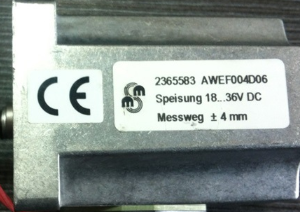 CE
2365583 AWEF004D06
Speisung 18...36V DC
Messweg ± 4 mm